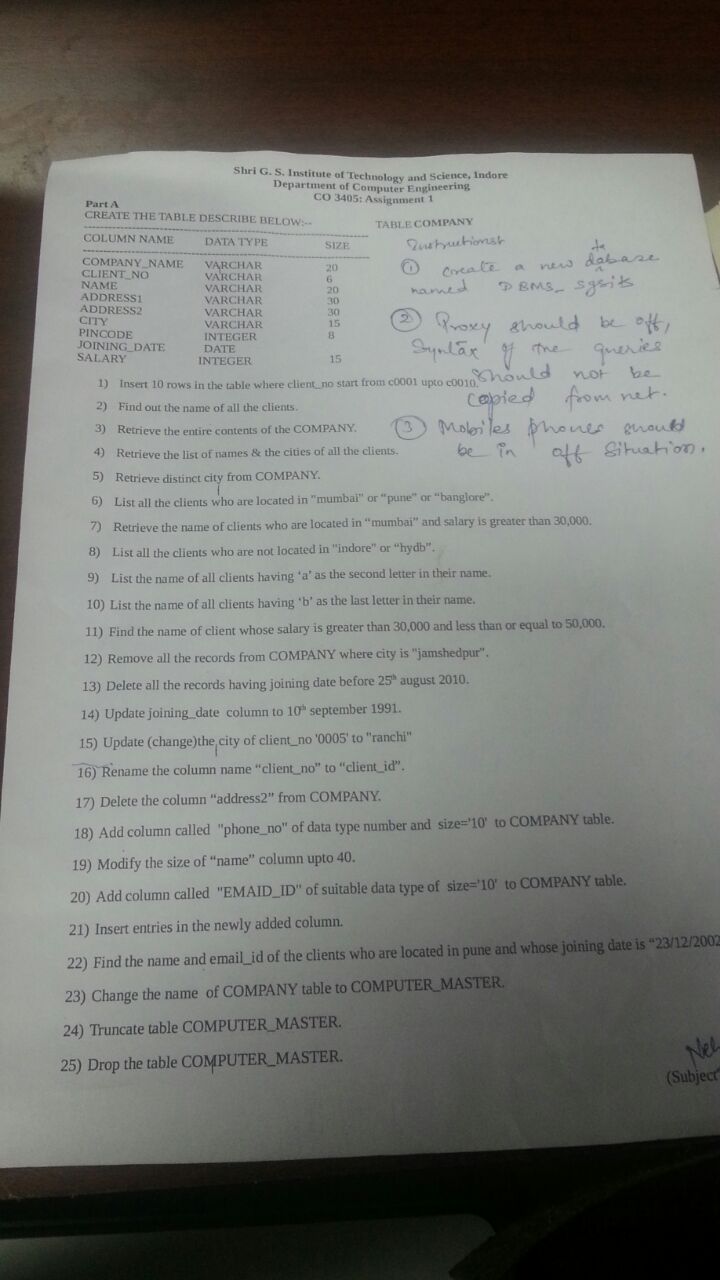 Shri G. S. Institute of Technology and Science, Indore
Department of Computer Engineering
CO 3405: Assignment 1
Part A
CREATE THE TABLE DESCRIBE BELOW:--
TABLE COMPANY
COLUMN NAME DATA TYPE SIZE
COMPANY_NAME VARCHAR 20
CLIENT_NO VARCHAR 6
NAME VARCHAR 20
ADDRESS1 VARCHAR 30
ADDRESS2 VARCHAR 30
CITY VARCHAR 15
PINCODE INTEGER 8
JOINING_DATE DATE
SALARY INTEGER 15
Instructions
① Create a new database
named DBMS_sgsits
② Proxy should be off,
Syntax of the queries
should not be
copied from net.
③ Mobiles phones should
be in off situation.
1) Insert 10 rows in the table where client_no start from c0001 upto c0010.
2) Find out the name of all the clients.
3) Retrieve the entire contents of the COMPANY.
4) Retrieve the list of names & the cities of all the clients.
5) Retrieve distinct city from COMPANY.
6) List all the clients who are located in "mumbai" or “pune” or “banglore”.
7) Retrieve the name of clients who are located in “mumbai” and salary is greater than 30,000.
8) List all the clients who are not located in "indore” or “hydb”.
9) List the name of all clients having ‘a’ as the second letter in their name.
10) List the name of all clients having ‘b’ as the last letter in their name.
11) Find the name of client whose salary is greater than 30,000 and less than or equal to 50,000.
12) Remove all the records from COMPANY where city is "jamshedpur".
13) Delete all the records having joining date before 25th august 2010.
14) Update joining_date column to 10th september 1991.
15) Update (change)the city of client_no '0005' to "ranchi"
16) Rename the column name “client_no” to “client_id”.
17) Delete the column “address2” from COMPANY.
18) Add column called "phone_no" of data type number and size='10' to COMPANY table.
19) Modify the size of “name” column upto 40.
20) Add column called "EMAID_ID" of suitable data type of size='10' to COMPANY table.
21) Insert entries in the newly added column.
22) Find the name and email_id of the clients who are located in pune and whose joining date is “23/12/2002
23) Change the name of COMPANY table to COMPUTER_MASTER.
24) Truncate table COMPUTER_MASTER.
25) Drop the table COMPUTER_MASTER.
(Subject